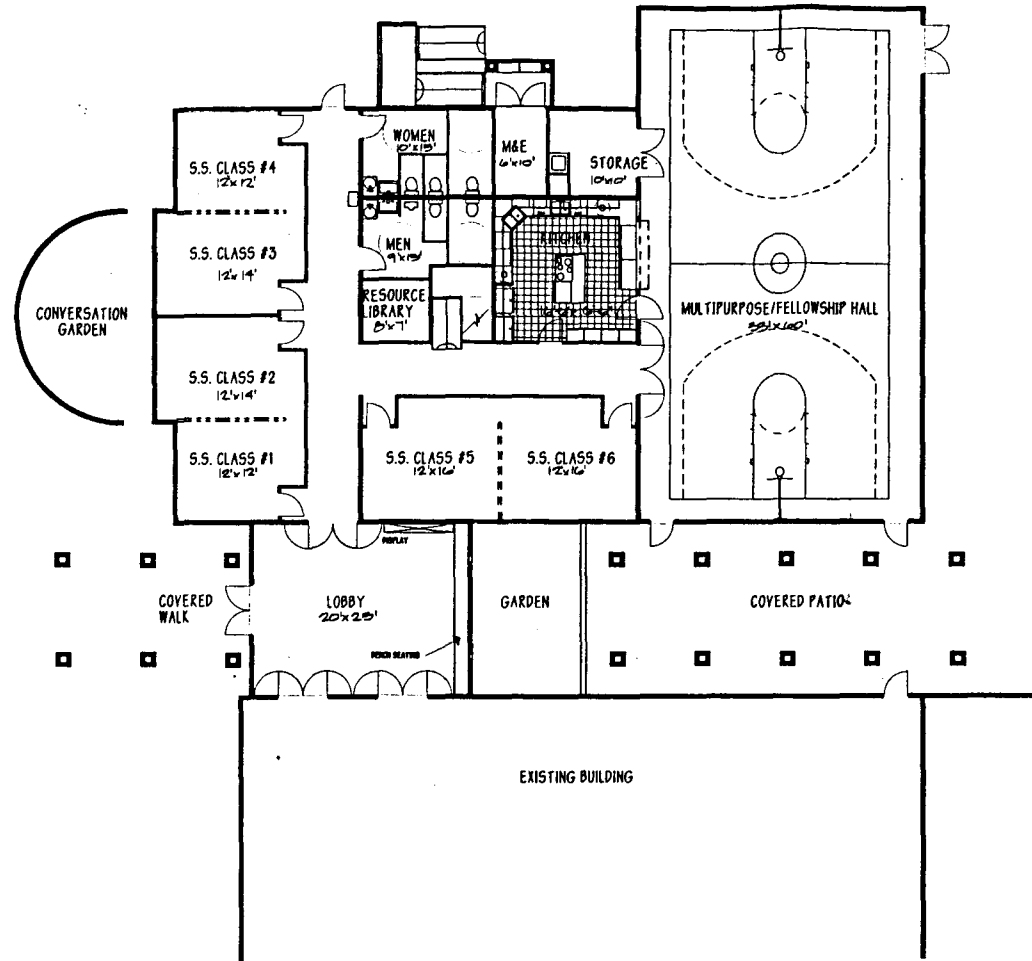 WOMEN
10'x15'
M&E
6'x10'
STORAGE
10'x10'
S.S. CLASS #4
12'x12'
S.S. CLASS #3
12'x14'
MEN
9'x15'
KITCHEN
RESOURCE
LIBRARY
8'x7'
CONVERSATION
GARDEN
MULTIPURPOSE/FELLOWSHIP HALL
S.S. CLASS #2
12'x14'
S.S. CLASS #1
12'x12'
S.S. CLASS #5
12'x16'
S.S. CLASS #6
12'x16'
DISPLAY
COVERED
WALK
LOBBY
20'x25'
GARDEN
COVERED PATIO
BENCH SEATING
EXISTING BUILDING